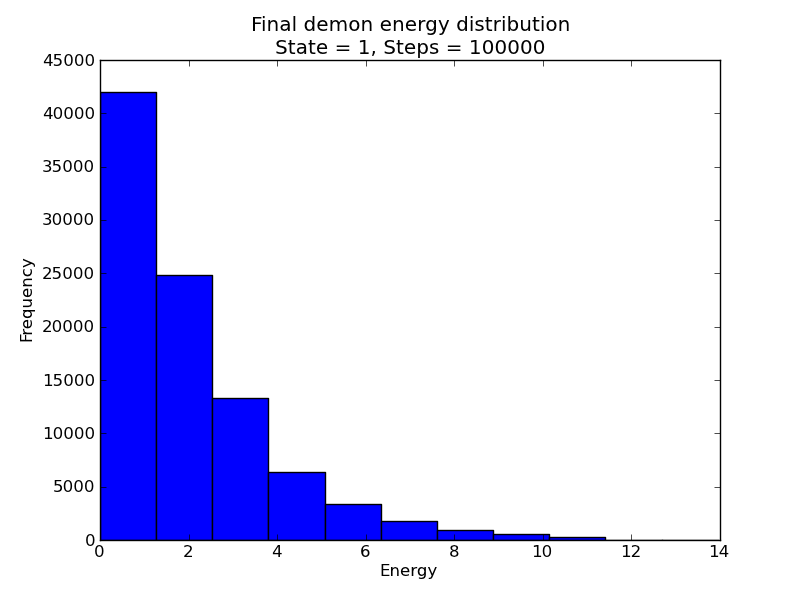 Final demon energy distribution
State = 1, Steps = 100000
45000
40000
35000
30000
25000
20000
15000
10000
5000
0
Frequency
0 2 4 6 8 10 12 14
Energy